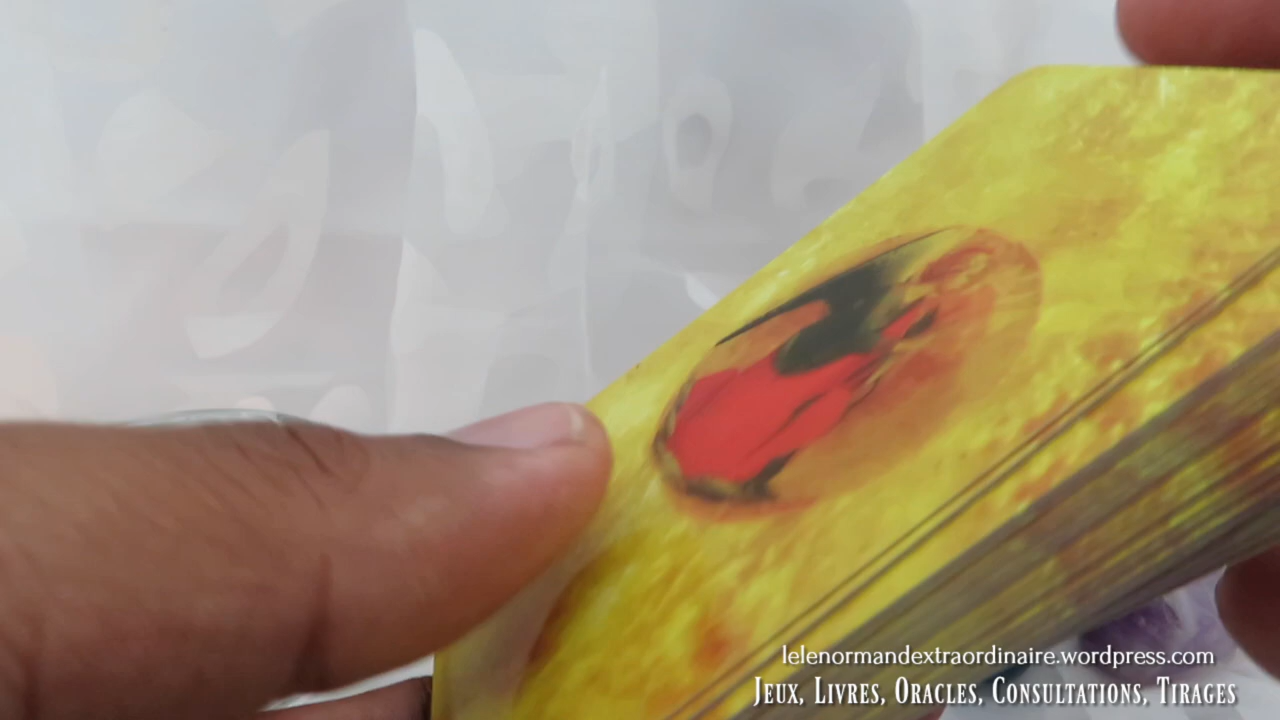 lelenormandextraordinaire.wordpress.com
Jeux, Livres, Oracles, Consultations, Tirages